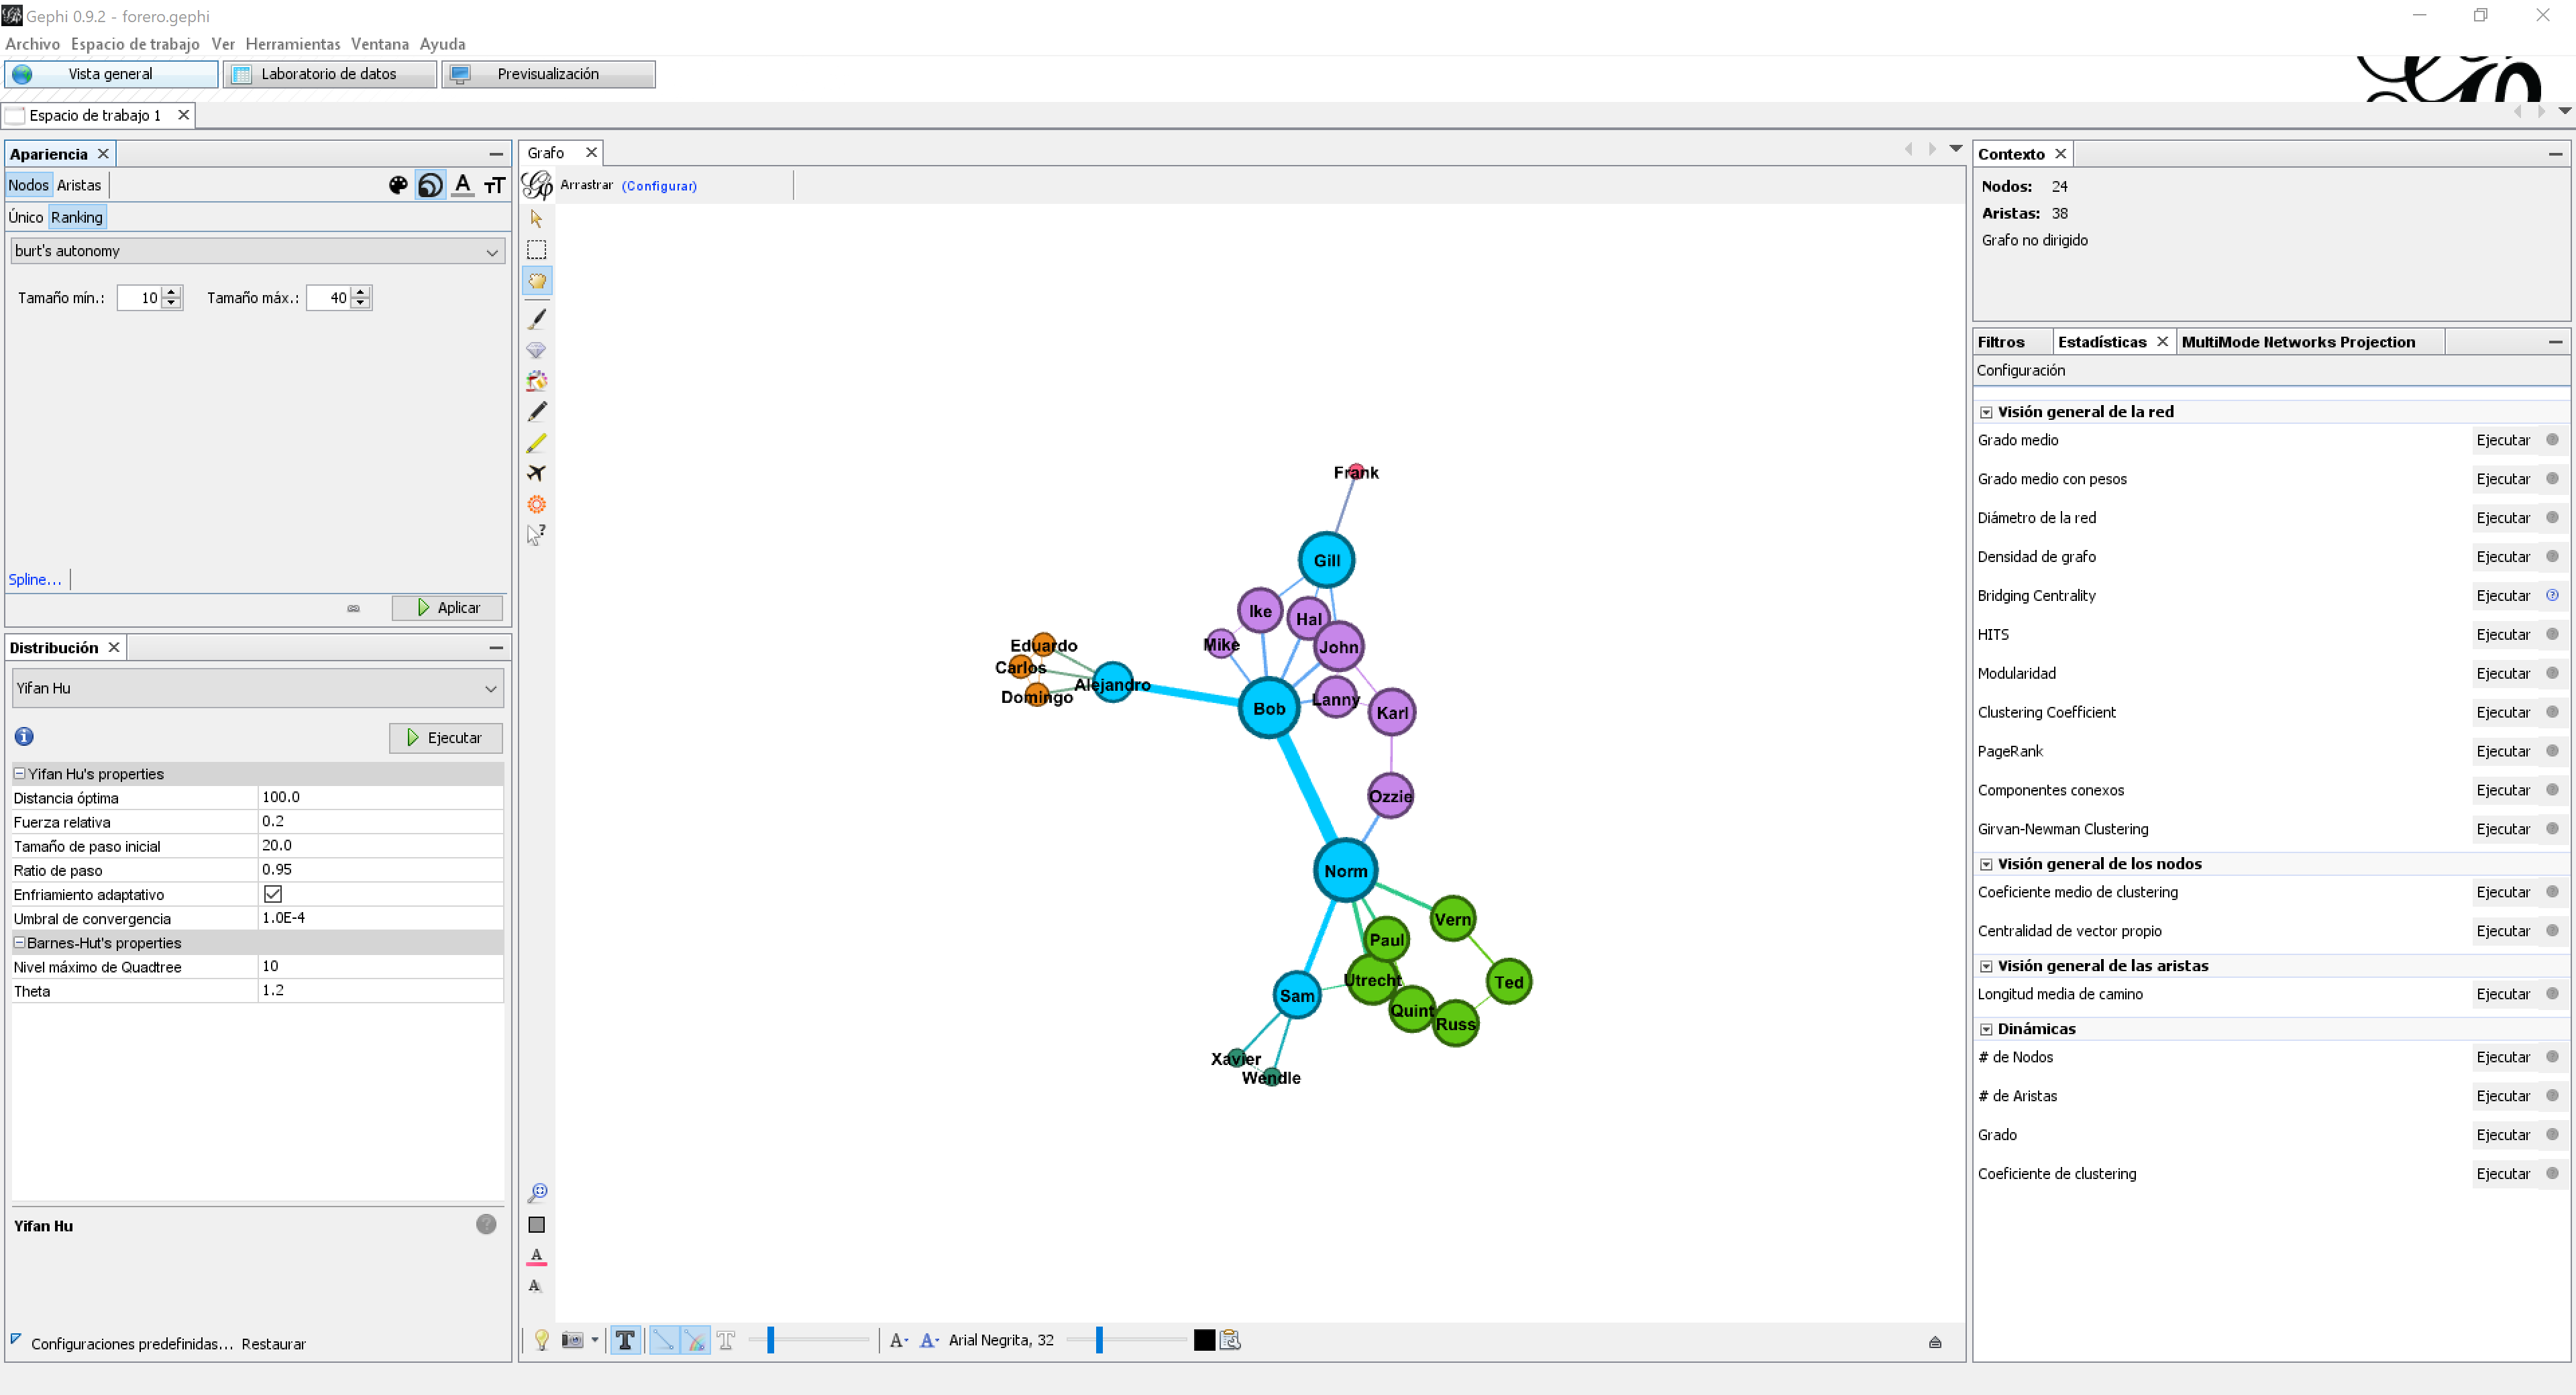 Gephi 0.9.2 - forero.gephi
Archivo Espacio de trabajo Ver Herramientas Ventana Ayuda
Vista general Laboratorio de datos Previsualización
Espacio de trabajo 1
Apariencia
Nodos Aristas
Único Ranking
burt's autonomy
Tamaño mín.: 10 Tamaño máx.: 40
Spline...
Aplicar
Distribución
Yifan Hu
Ejecutar
Yifan Hu's properties
Distancia óptima 100.0
Fuerza relativa 0.2
Tamaño de paso inicial 20.0
Ratio de paso 0.95
Enfriamiento adaptativo
Umbral de convergencia 1.0E-4
Barnes-Hut's properties
Nivel máximo de Quadtree 10
Theta 1.2
Yifan Hu
Configuraciones predefinidas... Restaurar
Grafo
Arrastrar (Configurar)
Frank
Gill
Ike
Hal
Mike
John
Eduardo
Carlos
Domingo
Alejandro
Bob
Lanny
Karl
Ozzie
Norm
Vern
Paul
Utrecht
Ted
Sam
Quint
Russ
Xavier
Wendle
Arial Negrita, 32
Contexto
Nodos: 24
Aristas: 38
Grafo no dirigido
Filtros Estadísticas MultiMode Networks Projection
Configuración
Visión general de la red
Grado medio Ejecutar
Grado medio con pesos Ejecutar
Diámetro de la red Ejecutar
Densidad de grafo Ejecutar
Bridging Centrality Ejecutar
HITS Ejecutar
Modularidad Ejecutar
Clustering Coefficient Ejecutar
PageRank Ejecutar
Componentes conexos Ejecutar
Girvan-Newman Clustering Ejecutar
Visión general de los nodos
Coeficiente medio de clustering Ejecutar
Centralidad de vector propio Ejecutar
Visión general de las aristas
Longitud media de camino Ejecutar
Dinámicas
# de Nodos Ejecutar
# de Aristas Ejecutar
Grado Ejecutar
Coeficiente de clustering Ejecutar